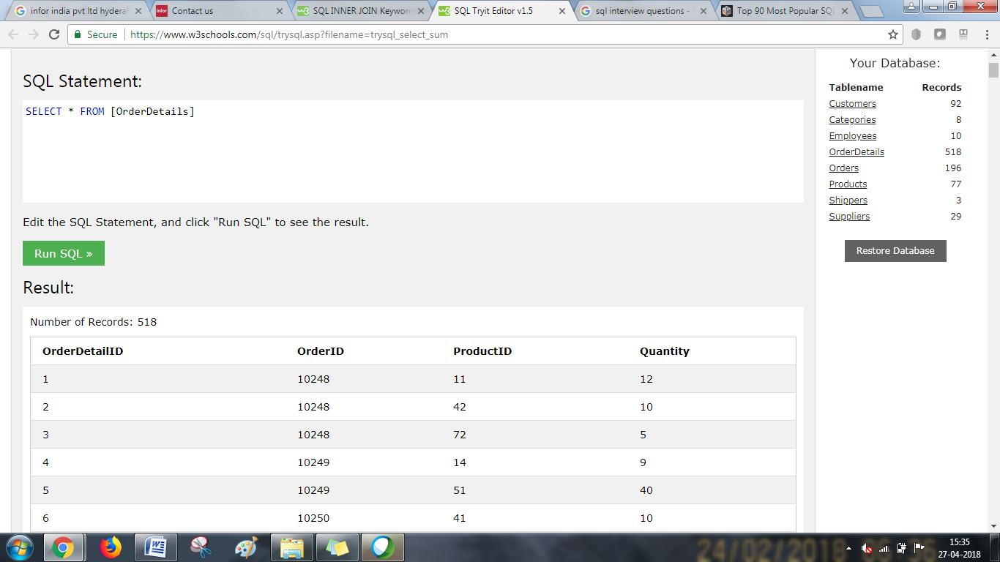 infor india pvt ltd hydera
Contact us
SQL INNER JOIN Keyword
SQL Tryit Editor v1.5
sql interview questions -
Top 90 Most Popular SQL
Secure
https://www.w3schools.com/sql/trysql.asp?filename=trysql_select_sum
SQL Statement:
SELECT * FROM [OrderDetails]
Edit the SQL Statement, and click "Run SQL" to see the result.
Run SQL »
Result:
Number of Records: 518
OrderDetailID OrderID ProductID Quantity
1 10248 11 12
2 10248 42 10
3 10248 72 5
4 10249 14 9
5 10249 51 40
6 10250 41 10
Your Database:
Tablename Records
Customers 92
Categories 8
Employees 10
OrderDetails 518
Orders 196
Products 77
Shippers 3
Suppliers 29
Restore Database
15:35
27-04-2018